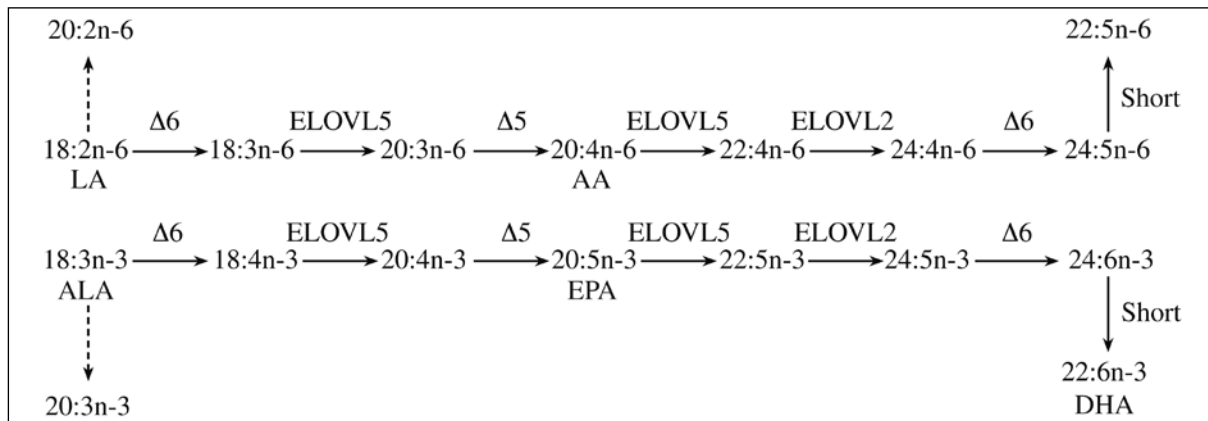 20:2n-6 22:5n-6
Short
Δ6 ELOVL5 Δ5 ELOVL5 ELOVL2 Δ6
18:2n-6 18:3n-6 20:3n-6 20:4n-6 22:4n-6 24:4n-6 24:5n-6
LA AA
Δ6 ELOVL5 Δ5 ELOVL5 ELOVL2 Δ6
18:3n-3 18:4n-3 20:4n-3 20:5n-3 22:5n-3 24:5n-3 24:6n-3
ALA EPA
Short
20:3n-3 22:6n-3
DHA